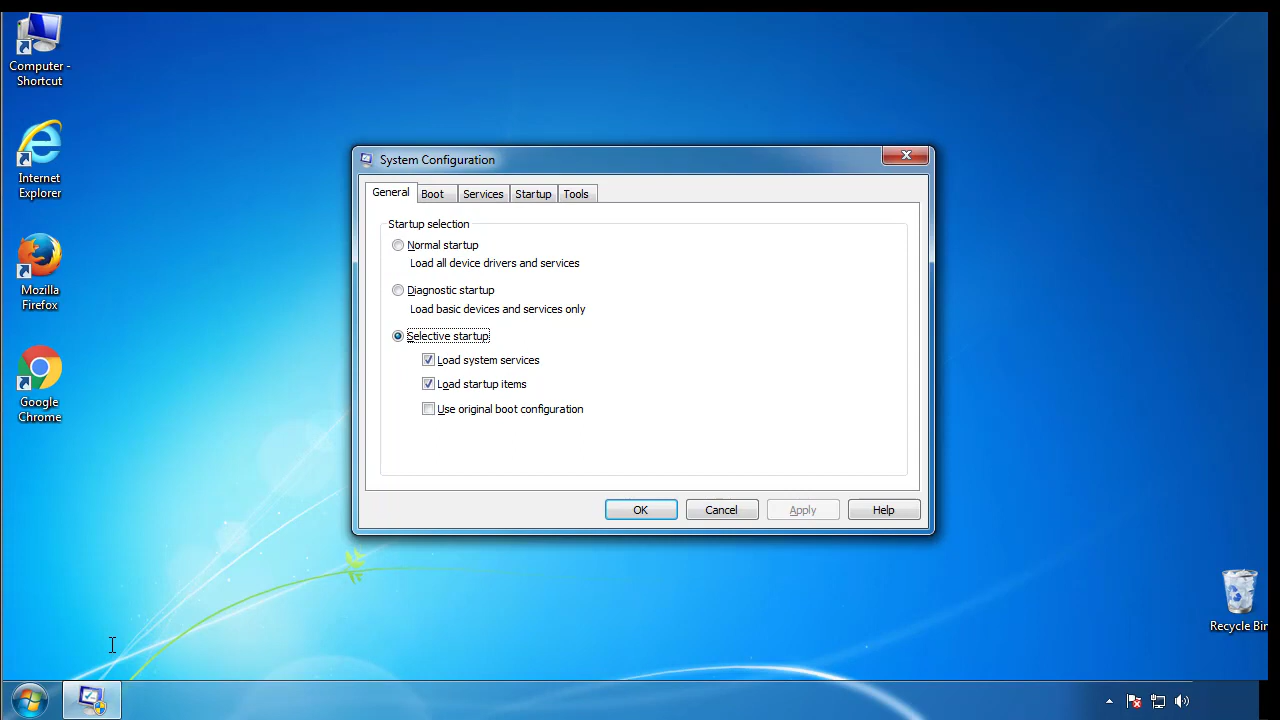 Computer -
Shortcut
Internet
Explorer
Mozilla
Firefox
Google
Chrome
System Configuration
General
Boot
Services
Startup
Tools
Startup selection
Normal startup
Load all device drivers and services
Diagnostic startup
Load basic devices and services only
Selective startup
Load system services
Load startup items
Use original boot configuration
OK
Cancel
Apply
Help
Recycle Bin